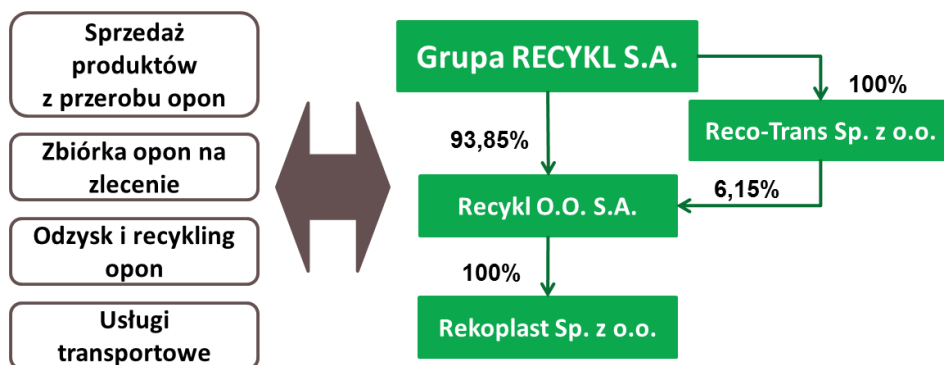 Sprzedaż
produktów
z przerobu opon
Zbiórka opon na
zlecenie
Odzysk i recykling
opon
Usługi
transportowe
Grupa RECYKL S.A.
100%
Reco-Trans Sp. z o.o.
93,85%
6,15%
Recykl O.O. S.A.
100%
Rekoplast Sp. z o.o.